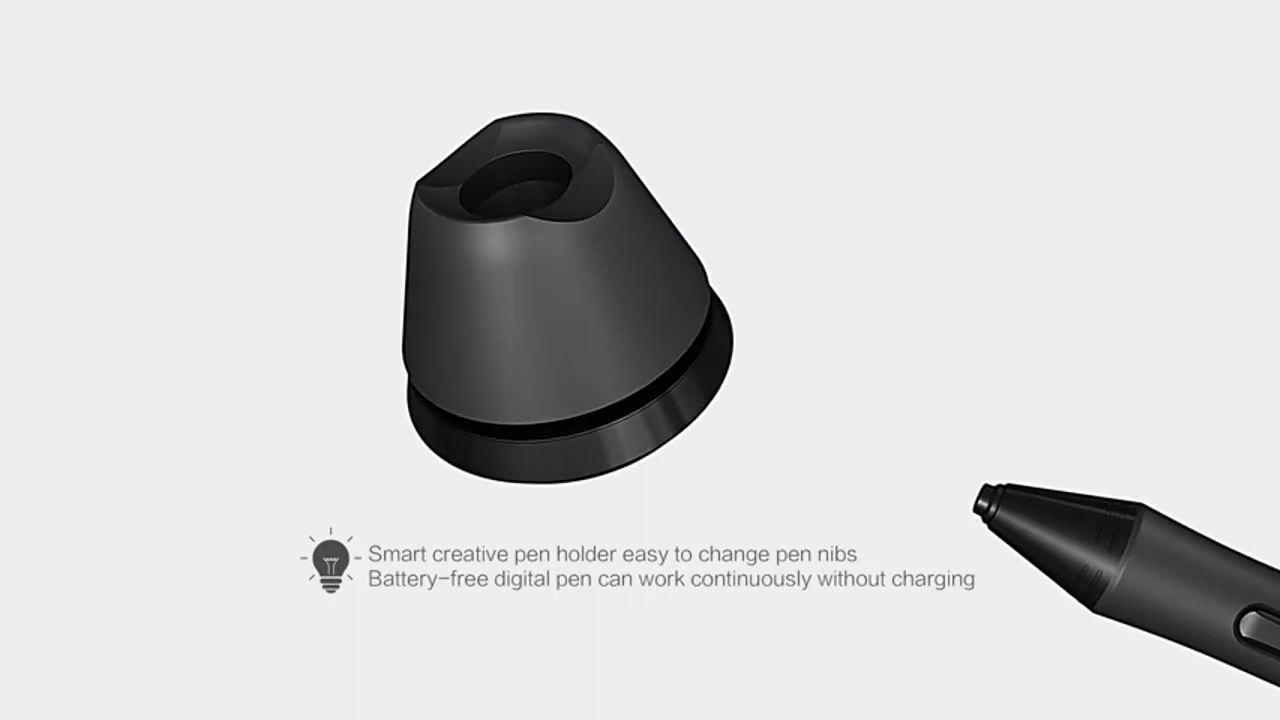 Smart creative pen holder easy to change pen nibs
Battery-free digital pen can work continuously without charging